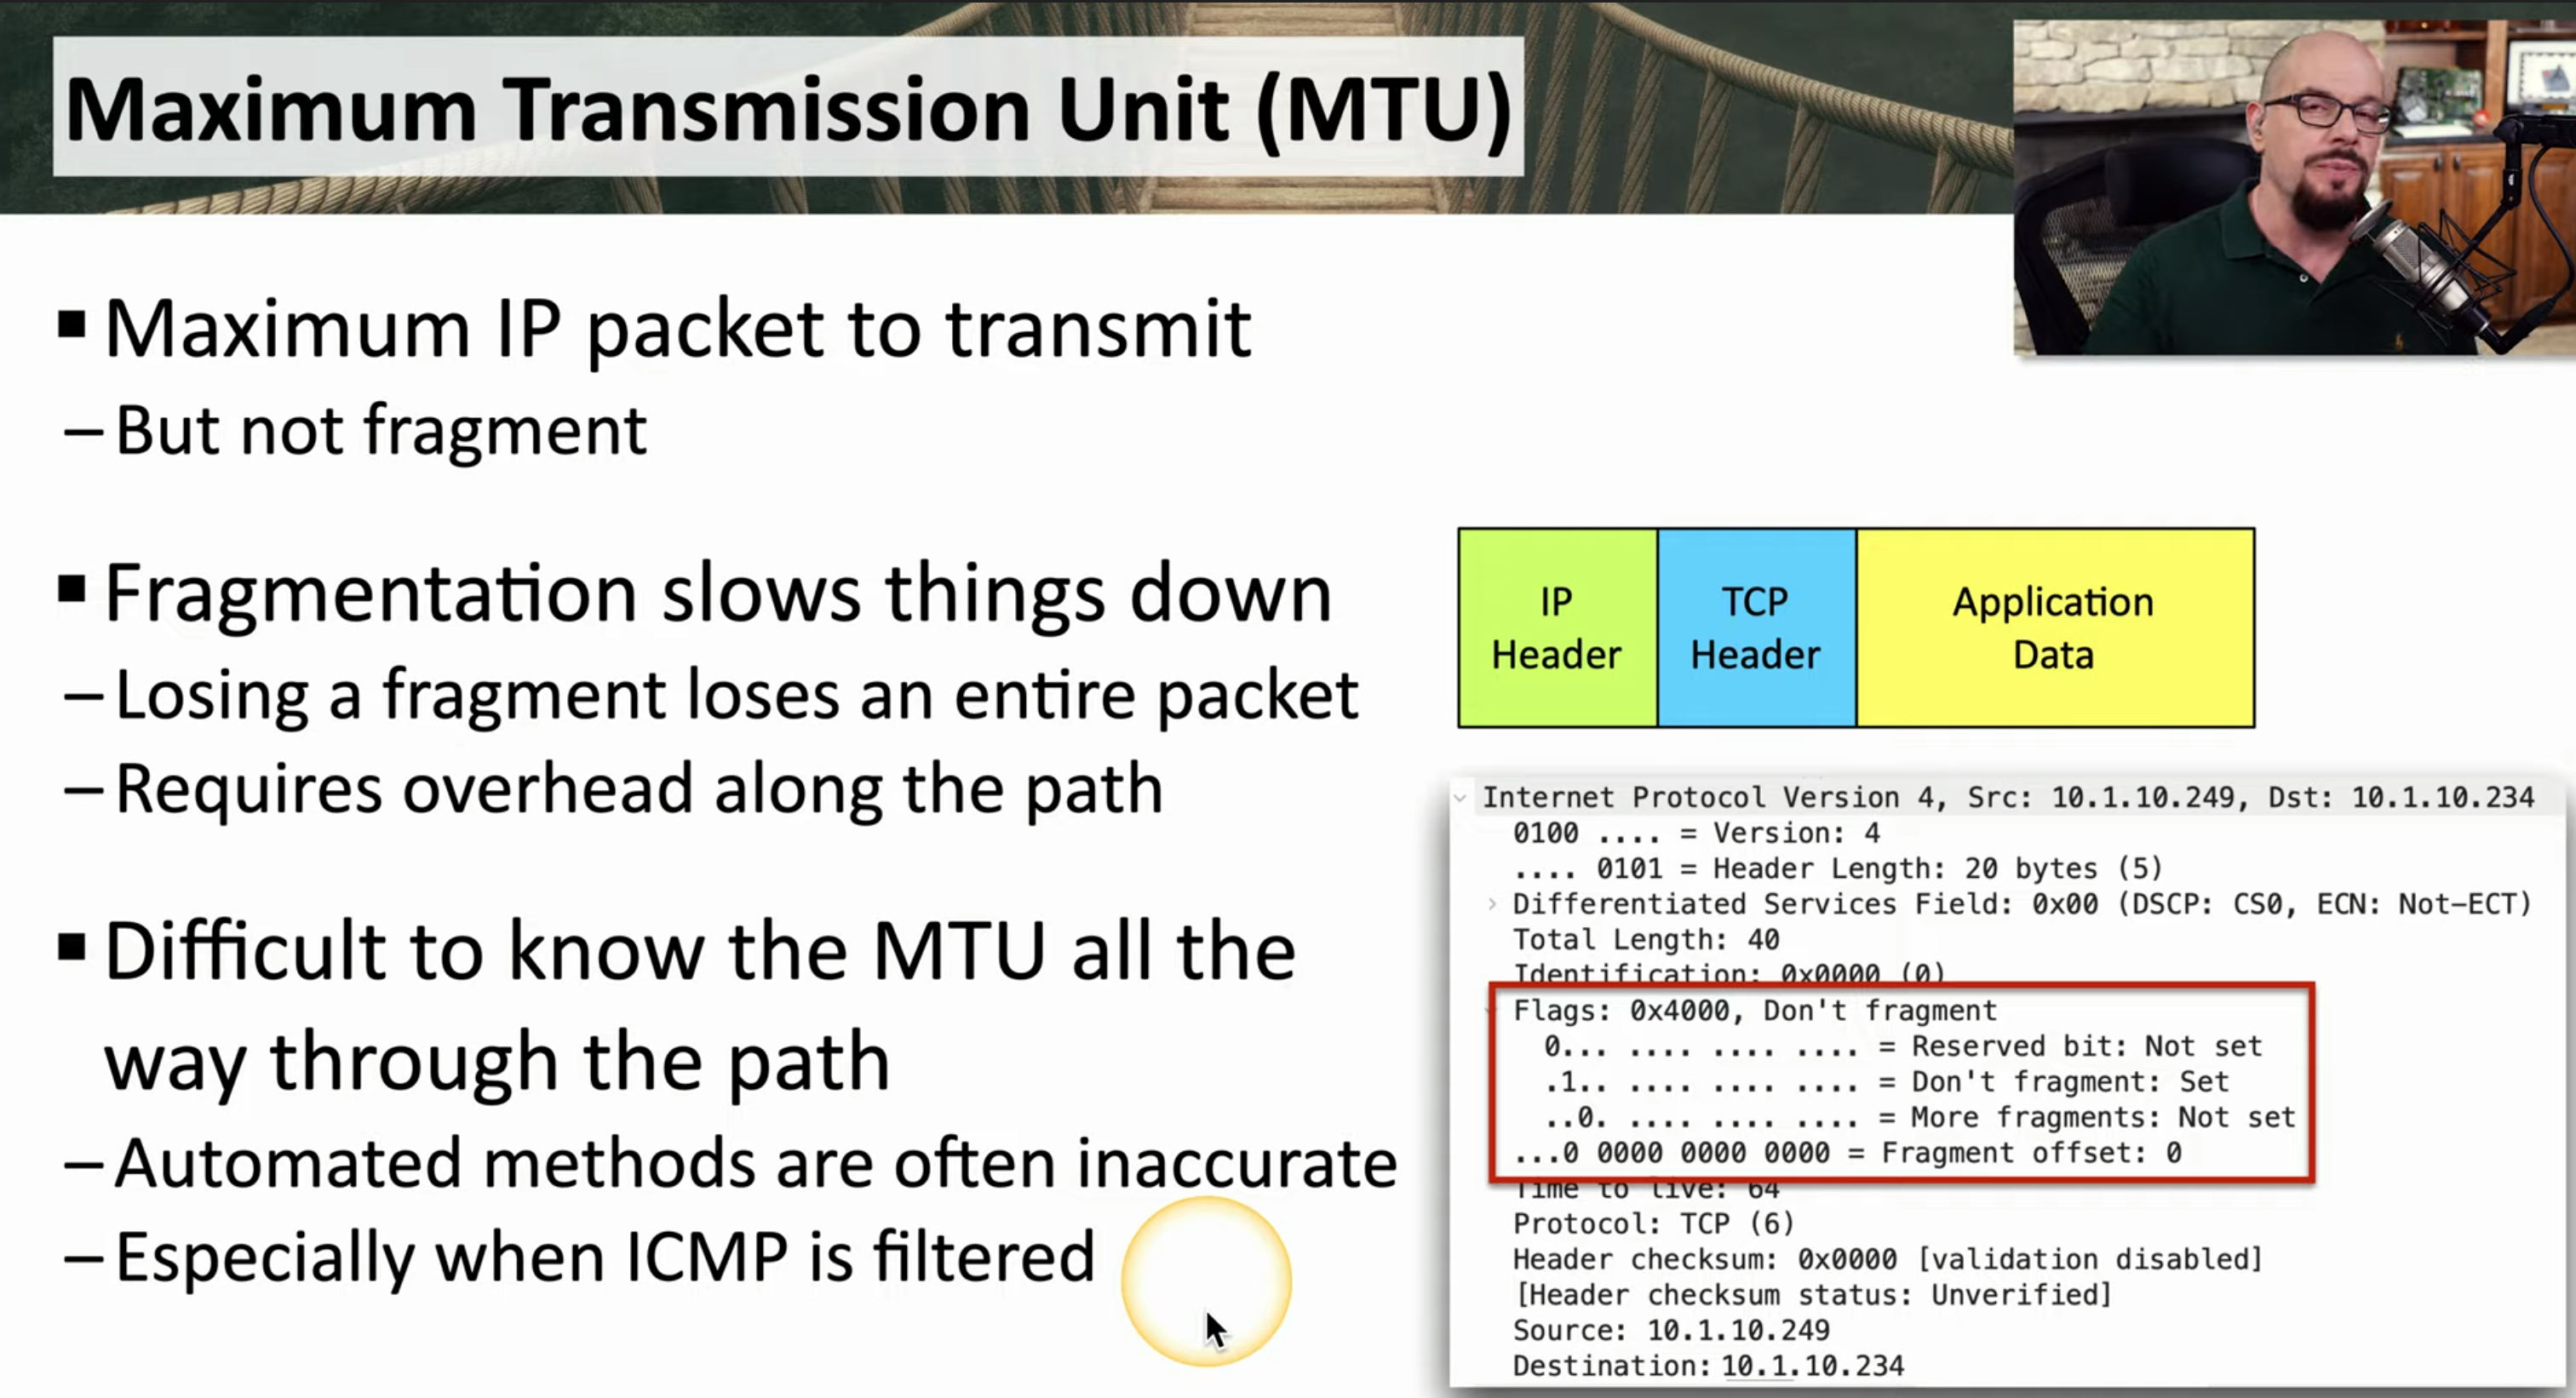 Maximum Transmission Unit (MTU)
▪ Maximum IP packet to transmit
– But not fragment
▪ Fragmentation slows things down
– Losing a fragment loses an entire packet
– Requires overhead along the path
▪ Difficult to know the MTU all the
way through the path
– Automated methods are often inaccurate
– Especially when ICMP is filtered
IP
Header
TCP
Header
Application
Data
Internet Protocol Version 4, Src: 10.1.10.249, Dst: 10.1.10.234
0100 .... = Version: 4
.... 0101 = Header Length: 20 bytes (5)
Differentiated Services Field: 0x00 (DSCP: CS0, ECN: Not-ECT)
Total Length: 40
Identification: 0x0000 (0)
Flags: 0x4000, Don't fragment
0... .... .... .... = Reserved bit: Not set
.1.. .... .... .... = Don't fragment: Set
..0. .... .... .... = More fragments: Not set
...0 0000 0000 0000 = Fragment offset: 0
Time to live: 64
Protocol: TCP (6)
Header checksum: 0x0000 [validation disabled]
[Header checksum status: Unverified]
Source: 10.1.10.249
Destination: 10.1.10.234